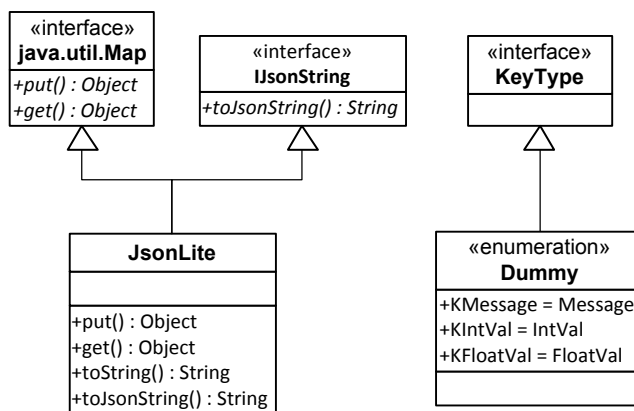 «interface»
java.util.Map
+put() : Object
+get() : Object
«interface»
IJsonString
+toJsonString() : String
«interface»
KeyType
JsonLite
+put() : Object
+get() : Object
+toString() : String
+toJsonString() : String
«enumeration»
Dummy
+KMessage = Message
+KIntVal = IntVal
+KFloatVal = FloatVal